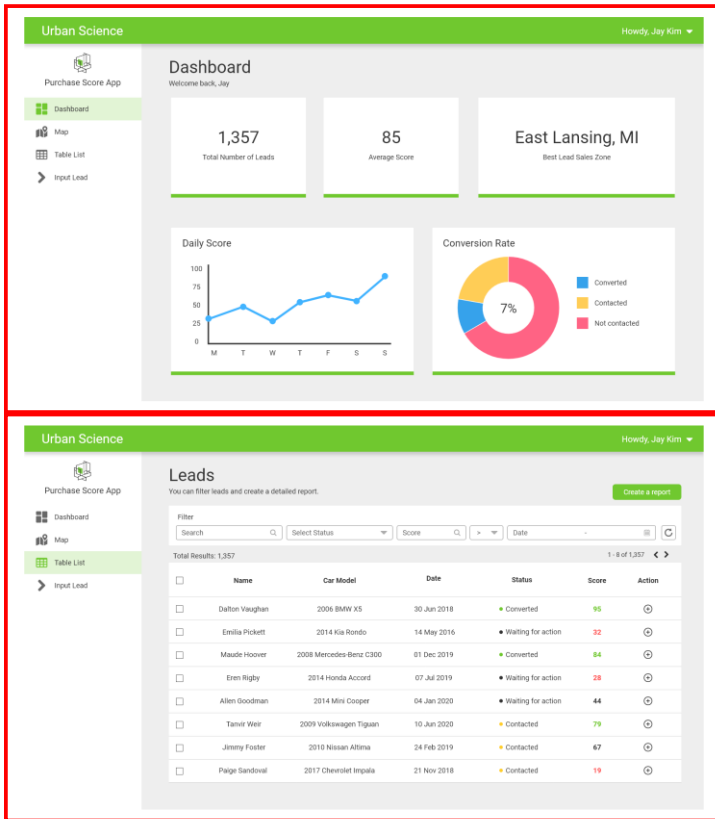 Urban Science
Howdy, Jay Kim
Purchase Score App
Dashboard
Map
Table List
Input Lead
Dashboard
Welcome back, Jay
1,357
Total Number of Leads
85
Average Score
East Lansing, MI
Best Lead Sales Zone
Daily Score
100
75
50
25
0
M T W T F S S
Conversion Rate
7%
Converted
Contacted
Not contacted
Urban Science
Howdy, Jay Kim
Purchase Score App
Dashboard
Map
Table List
Input Lead
Leads
You can filter leads and create a detailed report.
Create a report
Filter
Search Select Status Score > Date -
Total Results: 1,357
1 - 8 of 1,357
Name Car Model Date Status Score Action
Dalton Vaughan 2006 BMW X5 30 Jun 2018 Converted 95
Emilia Pickett 2014 Kia Rondo 14 May 2016 Waiting for action 32
Maude Hoover 2008 Mercedes-Benz C300 01 Dec 2019 Converted 84
Eren Rigby 2014 Honda Accord 07 Jul 2019 Waiting for action 28
Allen Goodman 2014 Mini Cooper 04 Jan 2020 Waiting for action 44
Tanvir Weir 2009 Volkswagen Tiguan 10 Jun 2020 Contacted 79
Jimmy Foster 2010 Nissan Altima 24 Feb 2019 Contacted 67
Paige Sandoval 2017 Chevrolet Impala 21 Nov 2018 Contacted 19